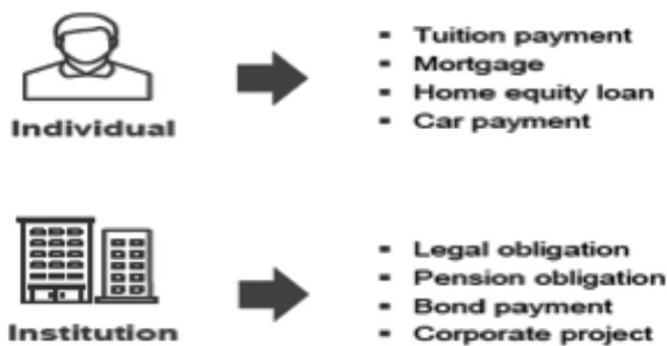 Individual
▪ Tuition payment
▪ Mortgage
▪ Home equity loan
▪ Car payment
Institution
▪ Legal obligation
▪ Pension obligation
▪ Bond payment
▪ Corporate project